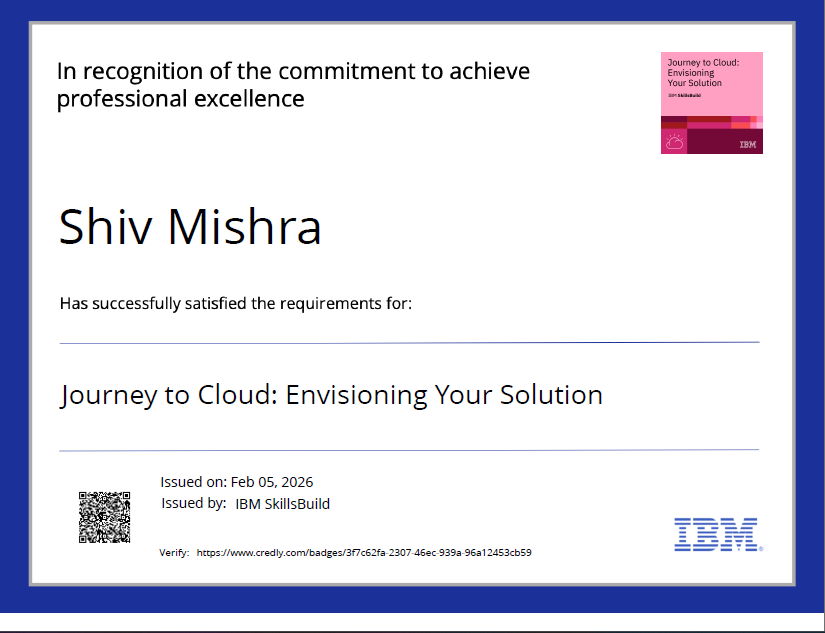 In recognition of the commitment to achieve
professional excellence
Journey to Cloud:
Envisioning
Your Solution
IBM SkillsBuild
IBM
Shiv Mishra
Has successfully satisfied the requirements for:
Journey to Cloud: Envisioning Your Solution
Issued on: Feb 05, 2026
Issued by: IBM SkillsBuild
Verify: https://www.credly.com/badges/3f7c62fa-2307-46ec-939a-96a12453cb59
IBM®